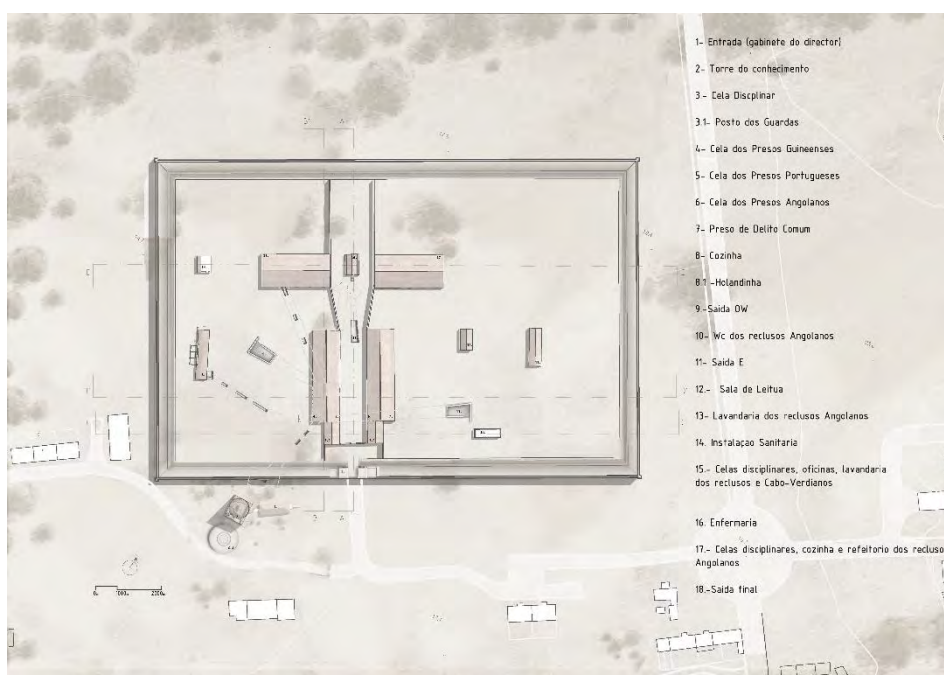 1- Entrada (gabinete do director)
2- Torre do conhecimento
3 - Cela Discplinar
3.1- Posto dos Guardas
4- Cela dos Presos Guineenses
5- Cela dos Presos Portugueses
6- Cela dos Presos Angolanos
7- Preso de Delito Comum
8- Cozinha
8.1 -Holandinha
9 -Saida OW
10- Wc dos reclusos Angolanos
11- Saida E
12.- Sala de Leitua
13- Lavandaria dos reclusos Angolanos
14. Instalaçao Sanitaria
15.- Celas disciplinares, oficinas, lavandaria
dos reclusos e Cabo-Verdianos
16. Enfermaria
17.- Celas disciplinares, cozinha e refeitorio dos recluso
Angolanos
18.-Saida final